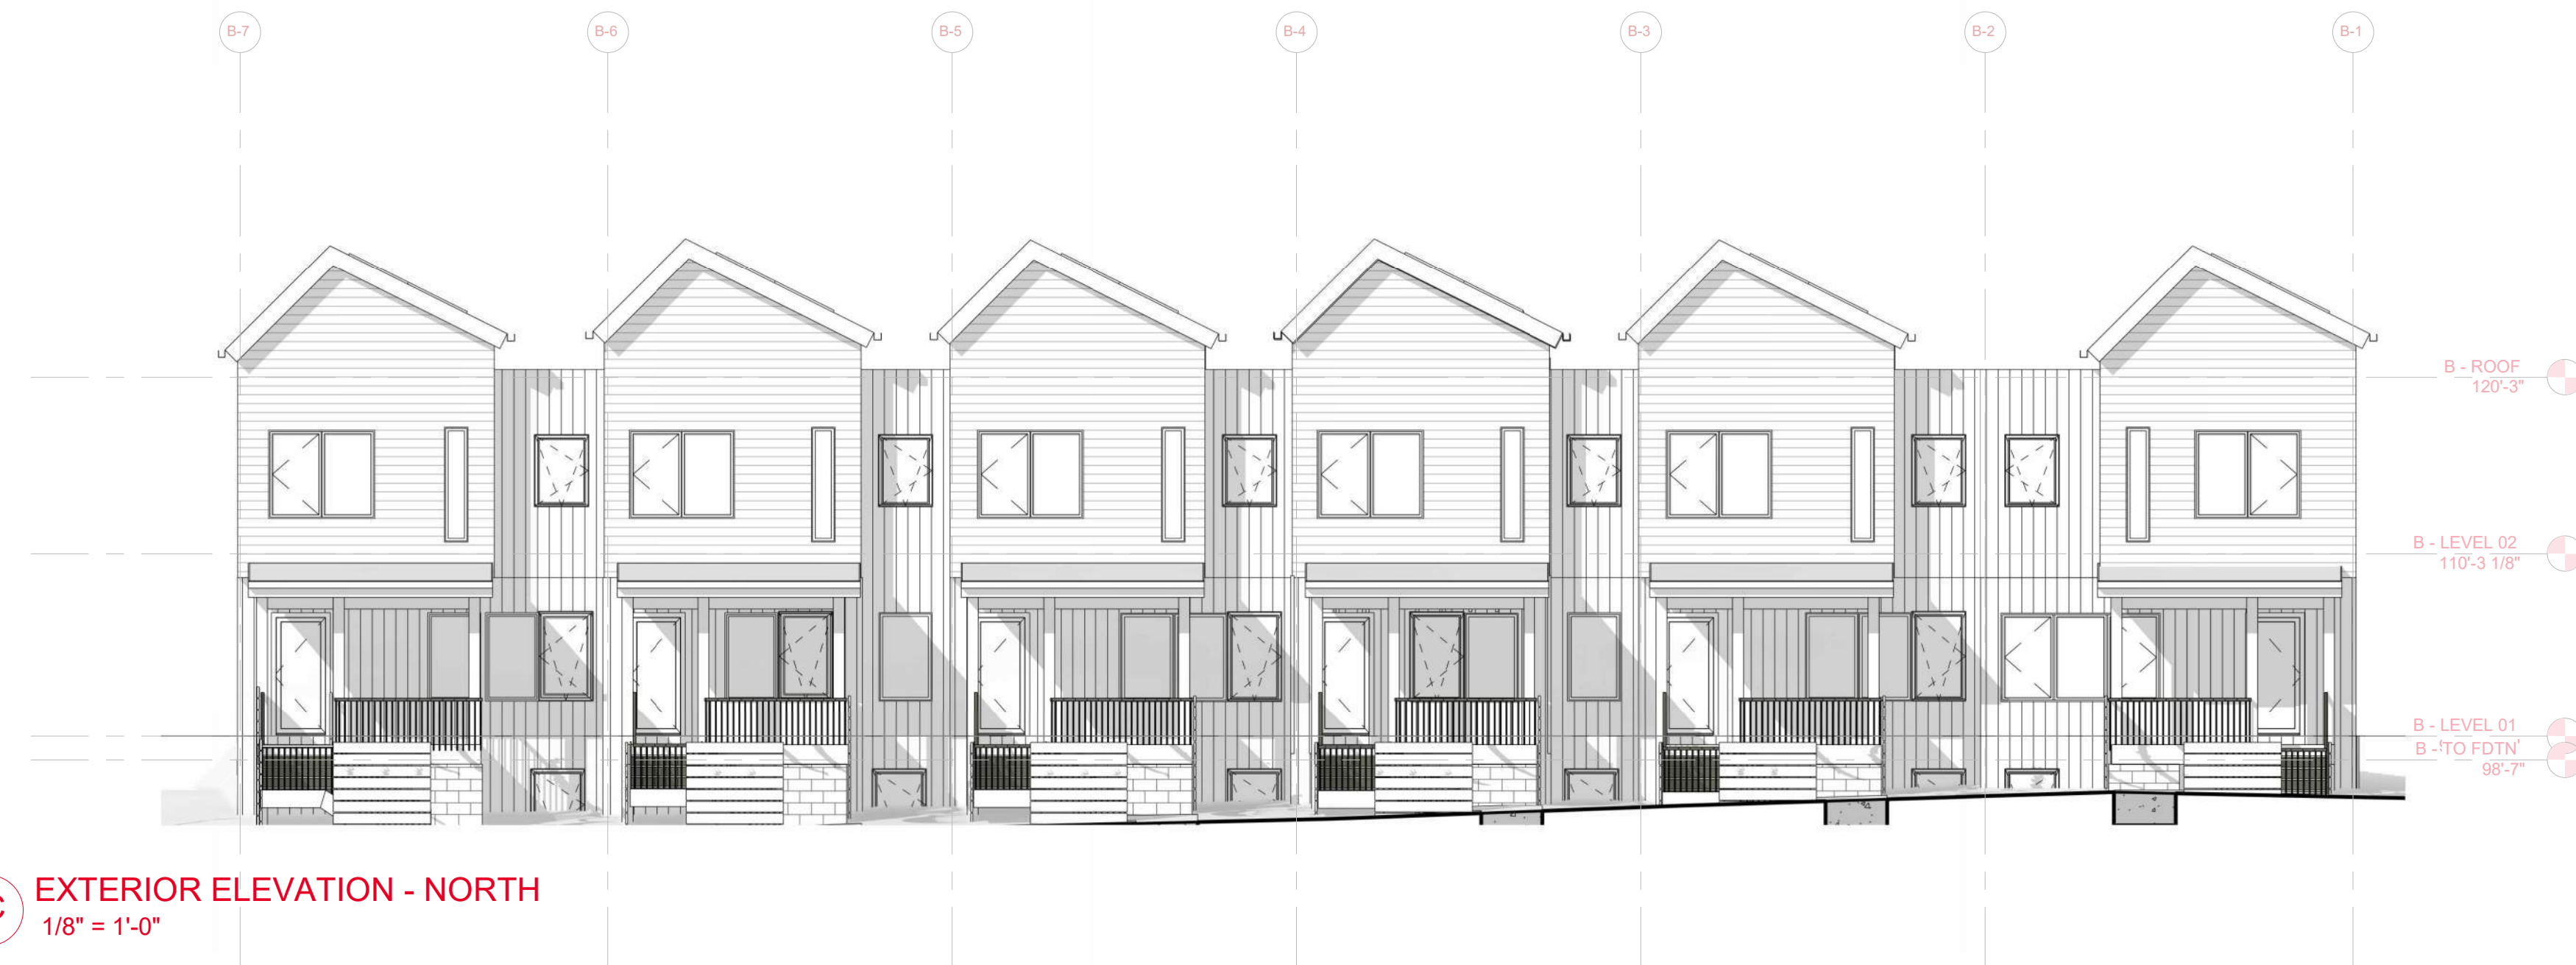 B-7 B-6 B-5 B-4 B-3 B-2 B-1
B - ROOF
120'-3"
B - LEVEL 02
110'-3 1/8"
B - LEVEL 01
B - TO FDTN
98'-7"
EXTERIOR ELEVATION - NORTH
1/8" = 1'-0"